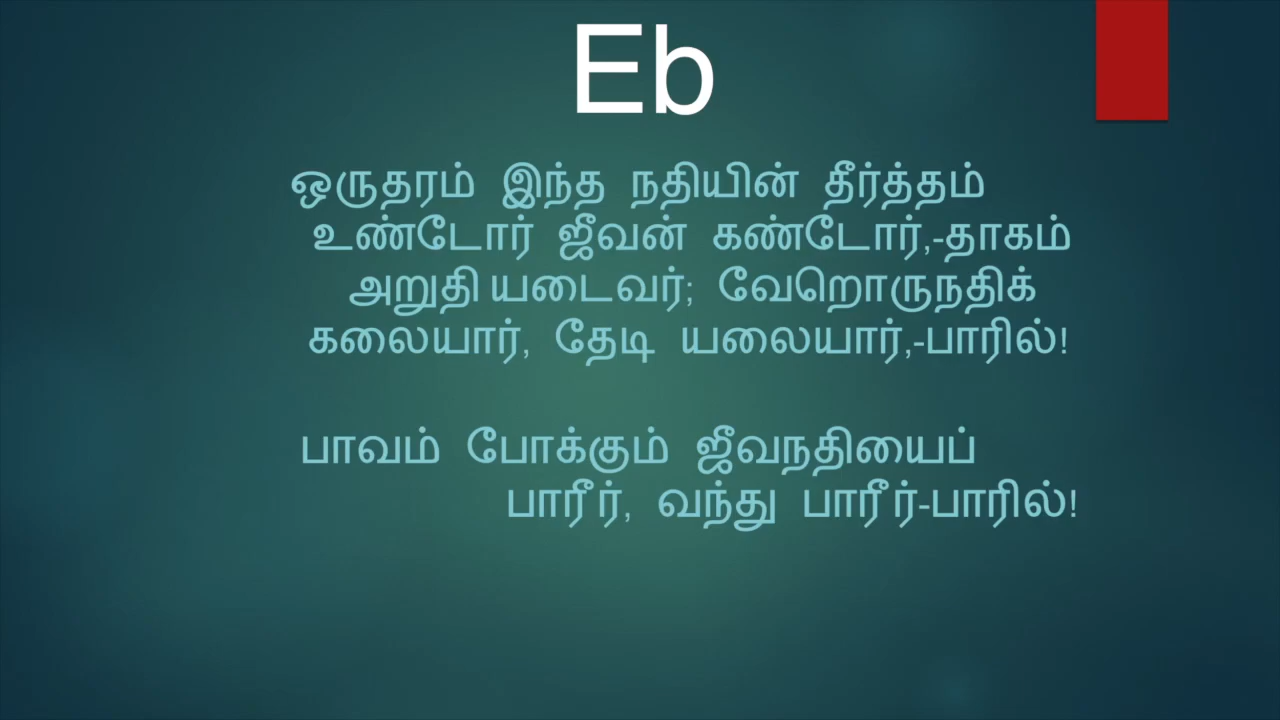 Eb
ஒருதரம் இந்த நதியின் தீர்த்தம்
உண்டோர் ஜீவன் கண்டோர்,-தாகம்
அறுதி யடைவர்; வேறொருநதிக்
கலையார், தேடி யலையார்,-பாரில்!
பாவம் போக்கும் ஜீவநதியைப்
பாரீர், வந்து பாரீர்-பாரில்!